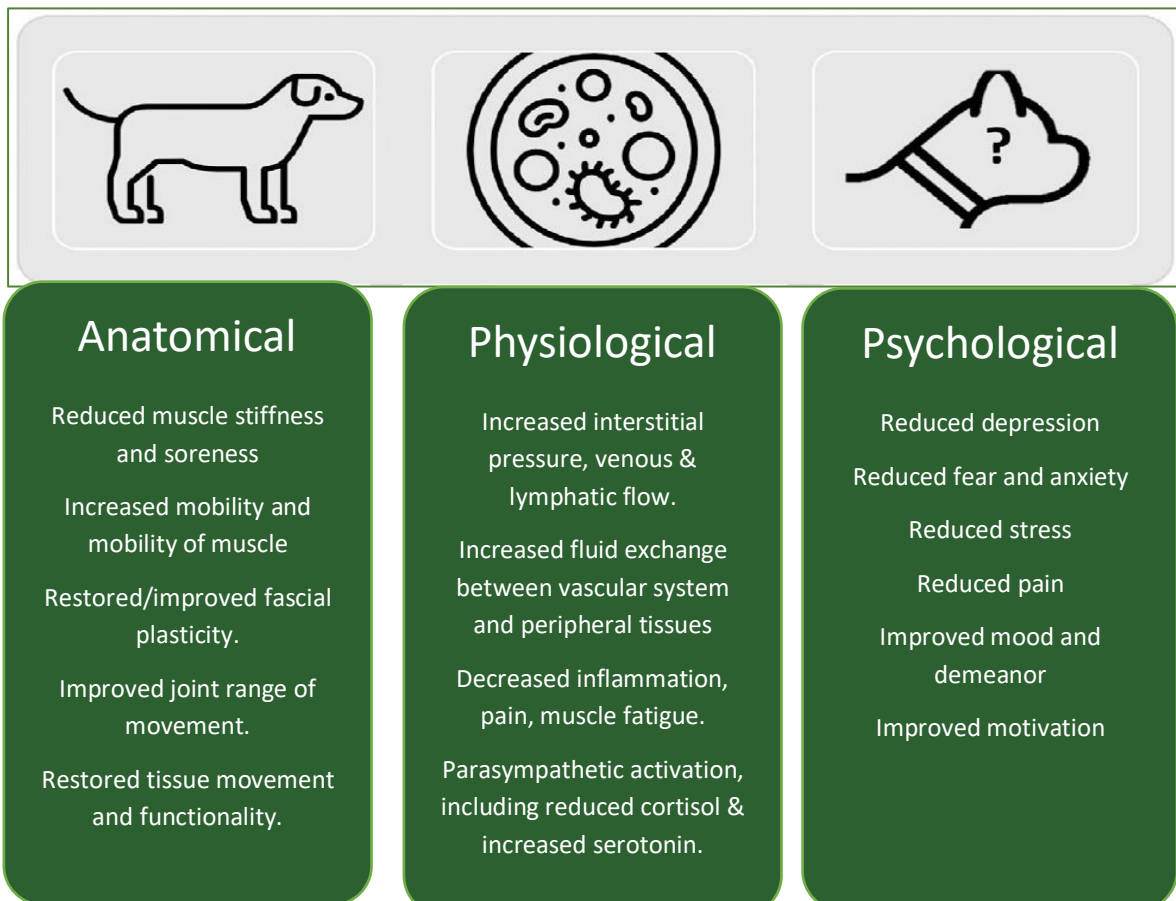 ?
Anatomical
Reduced muscle stiffness
and soreness
Increased mobility and
mobility of muscle
Restored/improved fascial
plasticity.
Improved joint range of
movement.
Restored tissue movement
and functionality.
Physiological
Increased interstitial
pressure, venous &
lymphatic flow.
Increased fluid exchange
between vascular system
and peripheral tissues
Decreased inflammation,
pain, muscle fatigue.
Parasympathetic activation,
including reduced cortisol &
increased serotonin.
Psychological
Reduced depression
Reduced fear and anxiety
Reduced stress
Reduced pain
Improved mood and
demeanor
Improved motivation